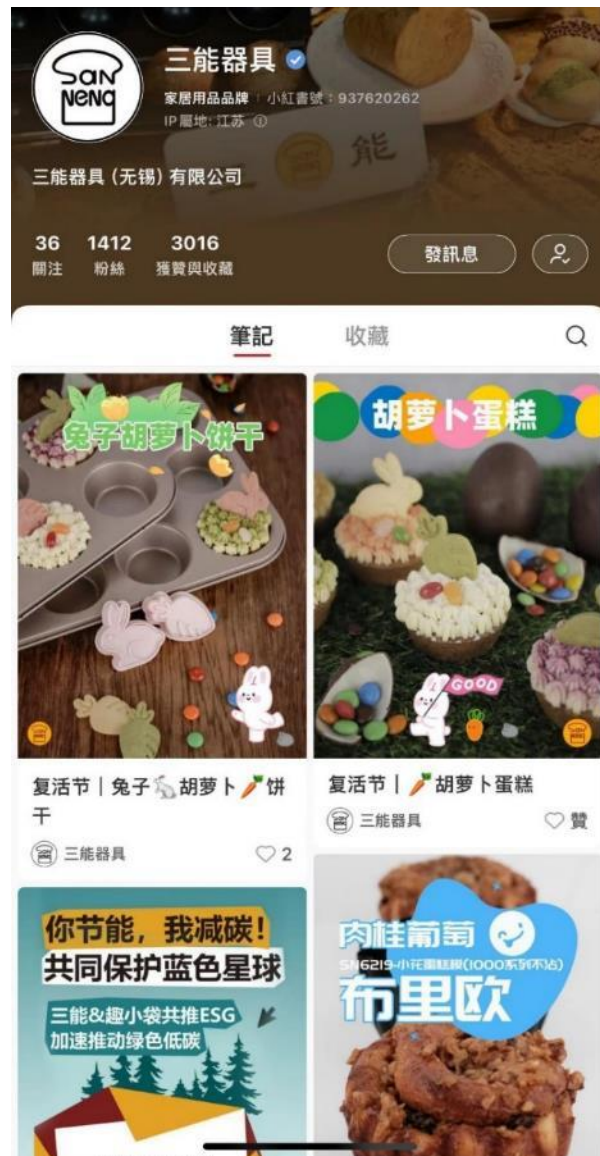 SAN
NENG
三能器具
家居用品品牌 | 小紅書號：937620262
IP屬地: 江苏
三 能
三能器具 (无锡) 有限公司
36 1412 3016
關注 粉絲 獲贊與收藏
發訊息
筆記 收藏
兔子胡萝卜饼干
复活节｜兔子🐇胡萝卜🥕饼
干
三能器具 2
胡萝卜蛋糕
GOOD
复活节｜🥕胡萝卜蛋糕
三能器具 贊
你节能，我减碳！
共同保护蓝色星球
三能&趣小袋共推ESG
加速推动绿色低碳
肉桂葡萄
SN6219-小花蛋糕模(1000系列不沾)
布里欧